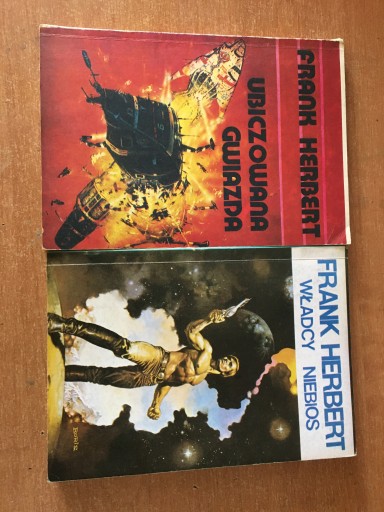 FRANK HERBERT
UBICZOWANA
GWIAZDA
FRANK HERBERT
WŁADCY NIEBIOS